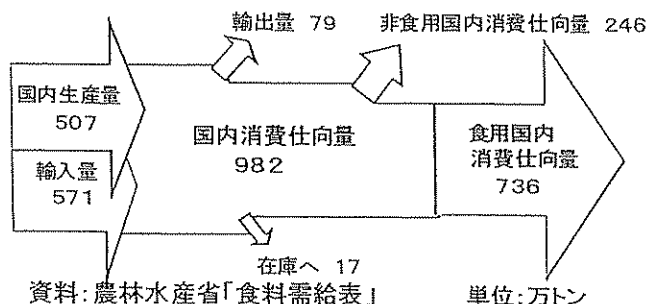 輸出量 79
非食用国内消費仕向量 246
国内生産量
507
輸入量
571
国内消費仕向量
982
食用国内
消費仕向量
736
在庫へ 17
資料:農林水産省「食料需給表」
単位:万トン